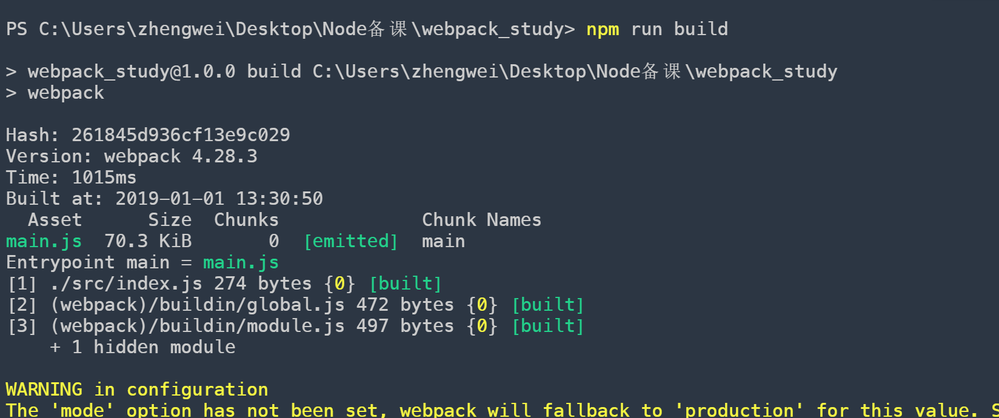 PS C:\Users\zhengwei\Desktop\Node备课\webpack_study> npm run build
> webpack_study@1.0.0 build C:\Users\zhengwei\Desktop\Node备课\webpack_study
> webpack
Hash: 261845d936cf13e9c029
Version: webpack 4.28.3
Time: 1015ms
Built at: 2019-01-01 13:30:50
Asset Size Chunks Chunk Names
main.js 70.3 KiB 0 [emitted] main
Entrypoint main = main.js
[1] ./src/index.js 274 bytes {0} [built]
[2] (webpack)/buildin/global.js 472 bytes {0} [built]
[3] (webpack)/buildin/module.js 497 bytes {0} [built]
+ 1 hidden module
WARNING in configuration
The 'mode' option has not been set, webpack will fallback to 'production' for this value.